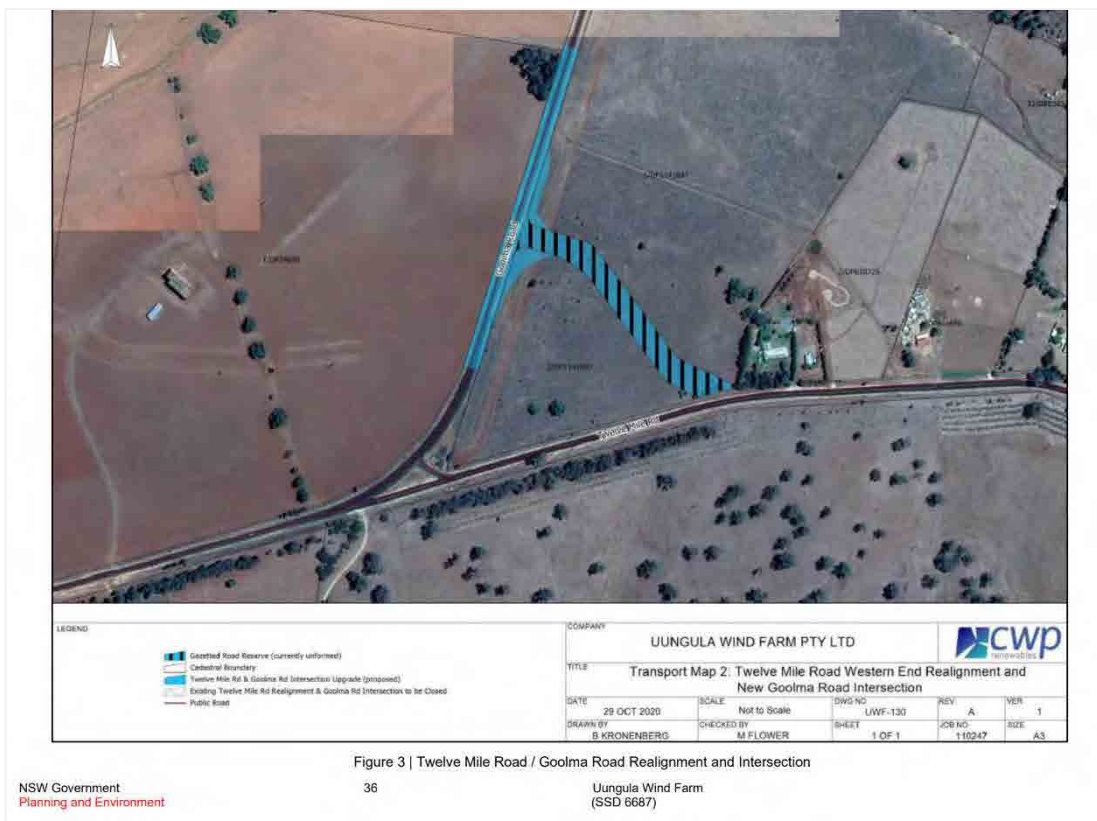 Goolma Road
Twelve Mile Rd
LEGEND
Gazetted Road Reserve (currently unformed)
Cadastral Boundary
Twelve Mile Rd & Goolma Rd Intersection Upgrade (proposed)
Existing Twelve Mile Rd Realignment & Goolma Rd Intersection to be Closed
Public Road
COMPANY
UUNGULA WIND FARM PTY LTD
CWP
renewables
TITLE
Transport Map 2: Twelve Mile Road Western End Realignment and
New Goolma Road Intersection
DATE
29 OCT 2020
SCALE
Not to Scale
DWG NO
UWF-130
REV
A
VER
1
DRAWN BY
B KRONENBERG
CHECKED BY
M FLOWER
SHEET
1 OF 1
JOB NO
110247
SIZE
A3
Figure 3 | Twelve Mile Road / Goolma Road Realignment and Intersection
NSW Government
Planning and Environment
36
Uungula Wind Farm
(SSD 6687)